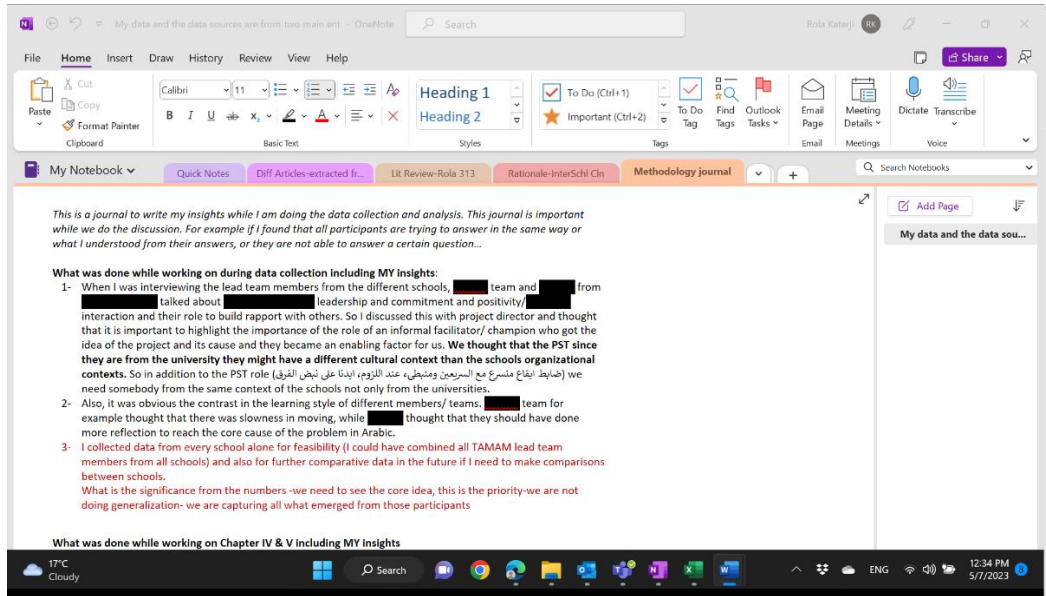 My data and the data sources are from two main ent - OneNote
Search
Rola Katerji
RK
File Home Insert Draw History Review View Help
Share
Paste
Cut
Copy
Format Painter
Clipboard
Calibri
11
B I U ab
Basic Text
Heading 1
Heading 2
Styles
To Do (Ctrl+1)
Important (Ctrl+2)
To Do Tag
Find Tags
Outlook Tasks
Tags
Email Page
Email
Meeting Details
Meetings
Dictate
Transcribe
Voice
My Notebook
Quick Notes
Diff Articles-extracted fr...
Lit Review-Rola 313
Rationale-InterSchl Cln
Methodology journal
Search Notebooks
Add Page
My data and the data sou...
This is a journal to write my insights while I am doing the data collection and analysis. This journal is important
while we do the discussion. For example if I found that all participants are trying to answer in the same way or
what I understood from their answers, or they are not able to answer a certain question...
What was done while working on during data collection including MY insights:
1- When I was interviewing the lead team members from the different schools, team and from
talked about leadership and commitment and positivity/
interaction and their role to build rapport with others. So I discussed this with project director and thought
that it is important to highlight the importance of the role of an informal facilitator/ champion who got the
idea of the project and its cause and they became an enabling factor for us. We thought that the PST since
they are from the university they might have a different cultural context than the schools organizational
contexts. So in addition to the PST role (ضابط ايقاع متسرع مع السريعين ومتبطيء عند اللزوم، ايدنا على نبض الفرق) we
need somebody from the same context of the schools not only from the universities.
2- Also, it was obvious the contrast in the learning style of different members/ teams. team for
example thought that there was slowness in moving, while thought that they should have done
more reflection to reach the core cause of the problem in Arabic.
3- I collected data from every school alone for feasibility (I could have combined all TAMAM lead team
members from all schools) and also for further comparative data in the future if I need to make comparisons
between schools.
What is the significance from the numbers -we need to see the core idea, this is the priority-we are not
doing generalization- we are capturing all what emerged from those participants
What was done while working on Chapter IV & V including MY insights
17°C
Cloudy
Search
ENG
12:34 PM
5/7/2023